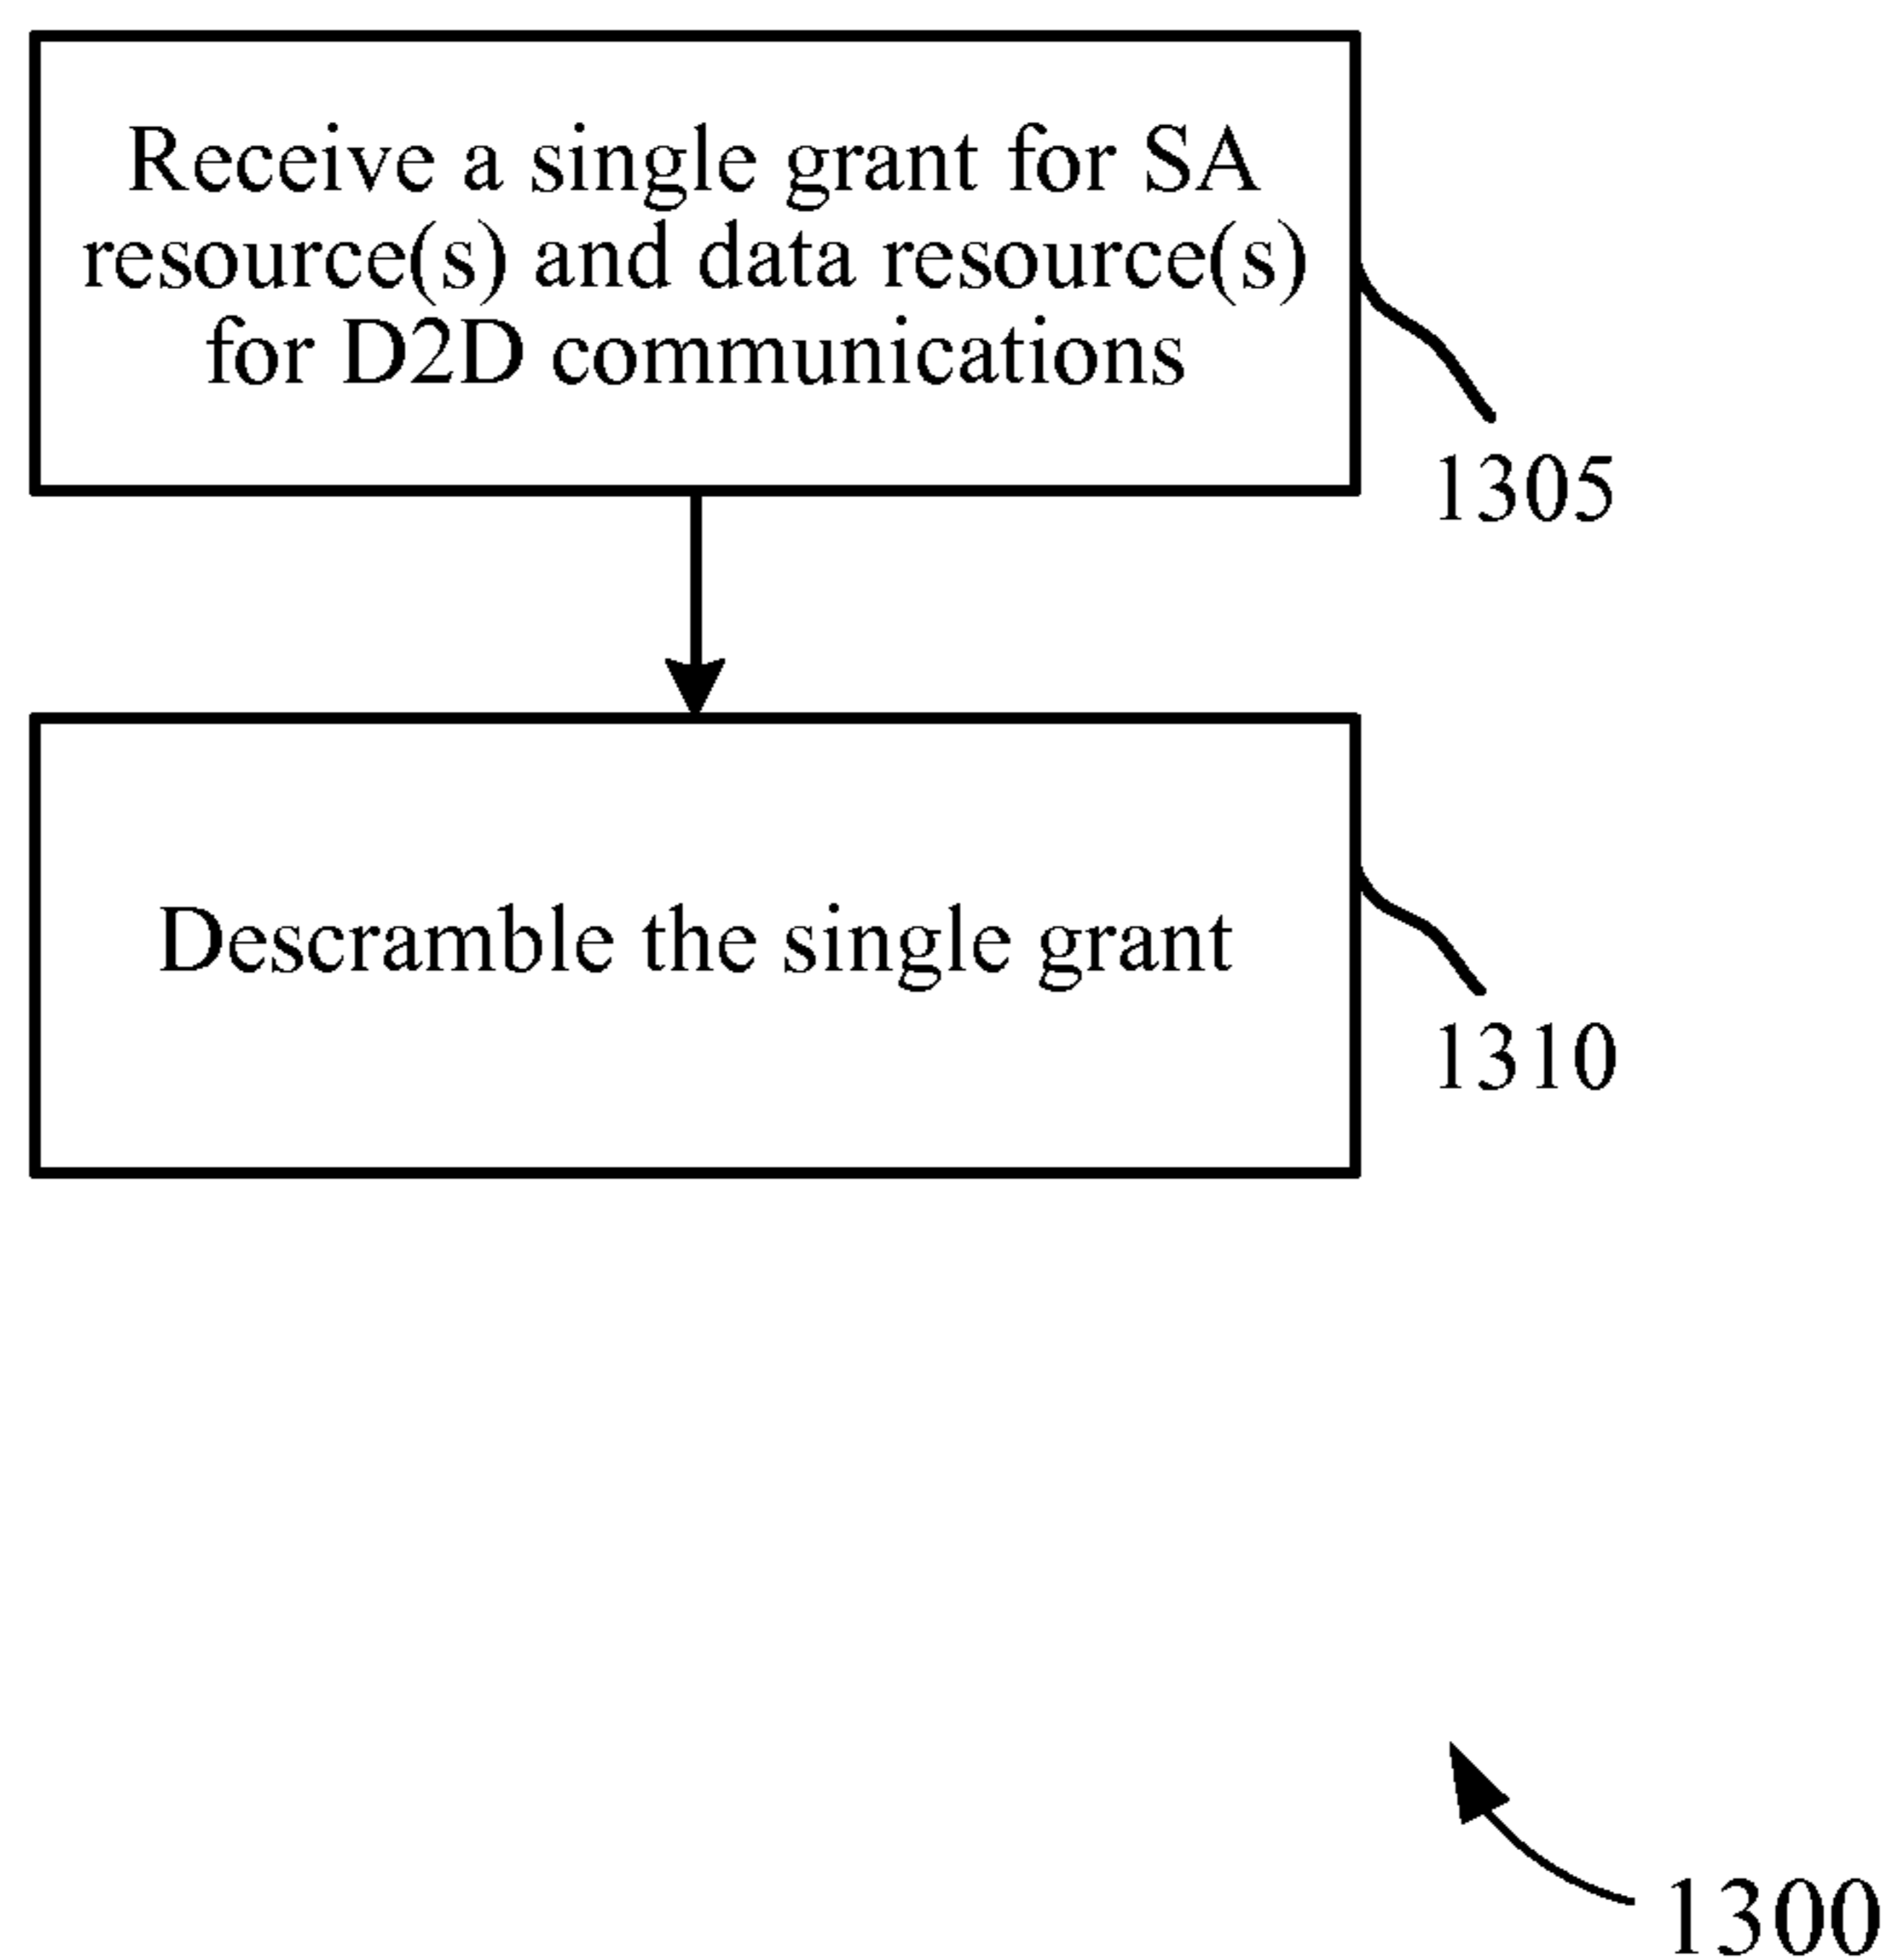 Receive a single grant for SA
resource(s) and data resource(s)
for D2D communications
1305
Descramble the single grant
1310
1300